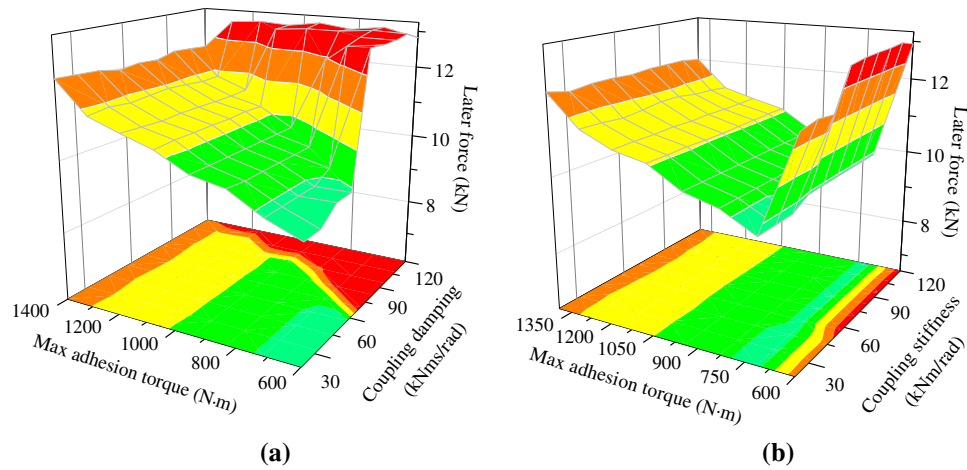 12
10
8
Later force (kN)
120
90
60
30
Coupling damping
(kNms/rad)
1400
1200
1000
800
600
Max adhesion torque (N·m)
(a)
12
10
8
Later force (kN)
120
90
60
30
Coupling stiffness
(kNm/rad)
1350
1200
1050
900
750
600
Max adhesion torque (N·m)
(b)